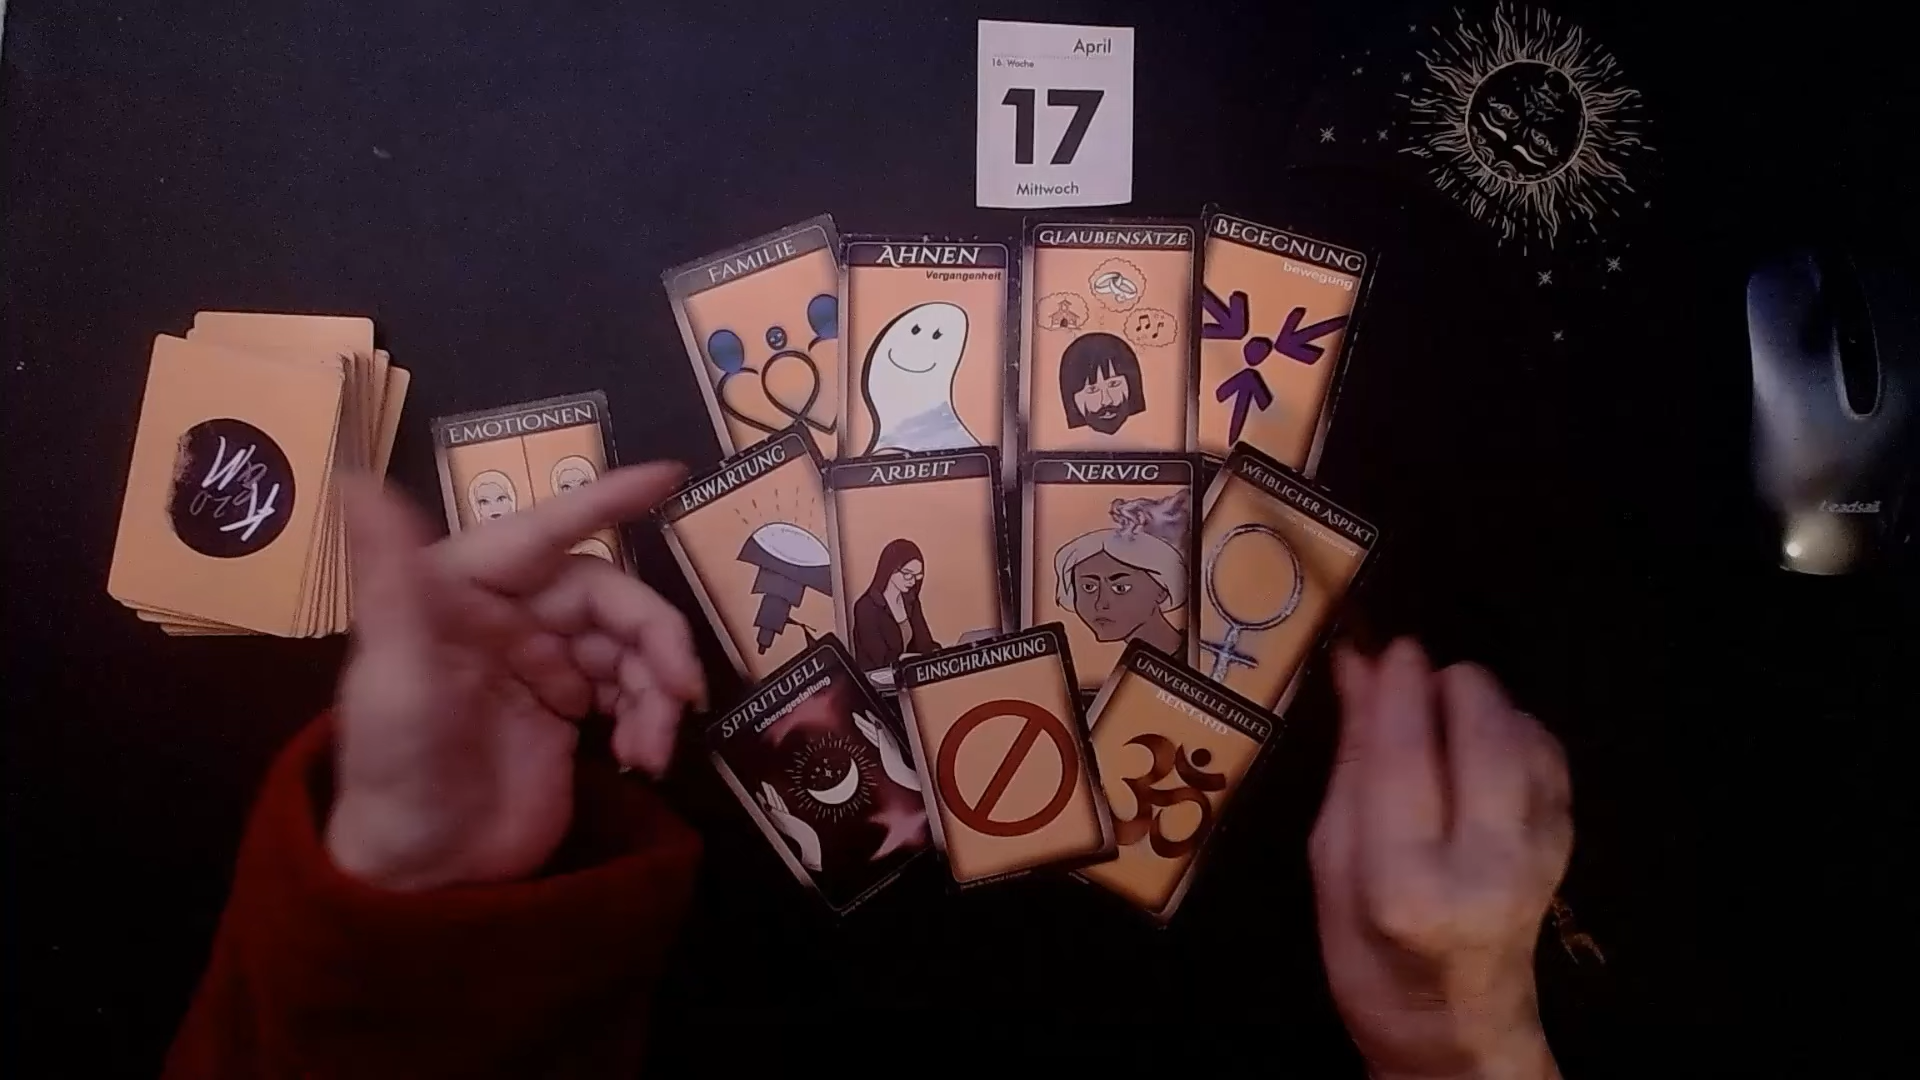 April
16. Woche
17
Mittwoch
FAMILIE
AHNEN
Vergangenheit
GLAUBENSÄTZE
BEGEGNUNG
bewegung
EMOTIONEN
ERWARTUNG
ARBEIT
NERVIG
WEIBLICHER ASPEKT
SPIRITUELL
Lebensgestaltung
EINSCHRÄNKUNG
UNIVERSELLE HILFE
BEISTAND
Leadsail
ॐ